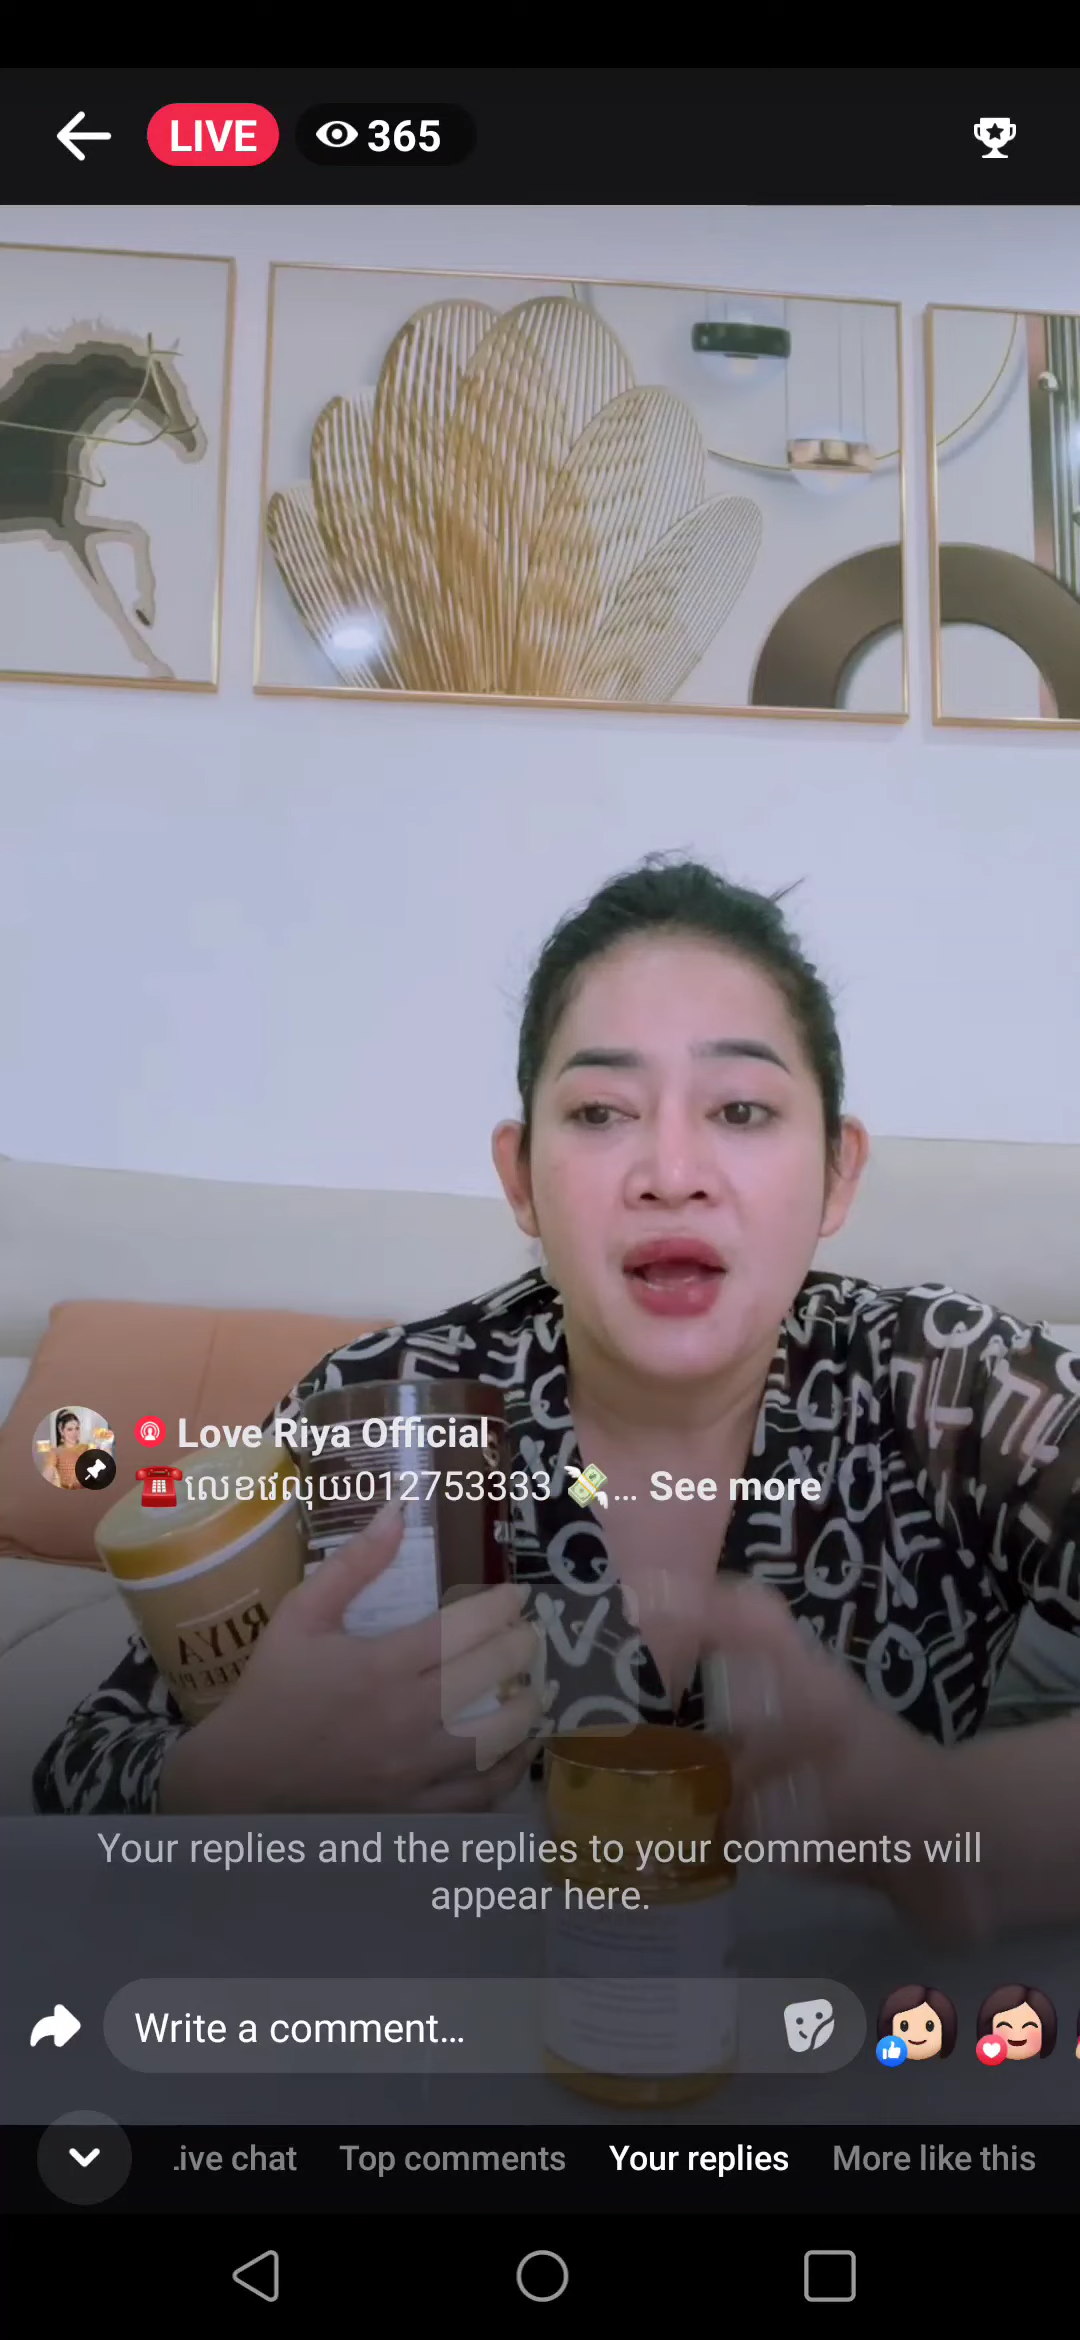 LIVE 365
Love Riya Official
☎️លេខវេលុយ012753333 💸... See more
RIYA
Your replies and the replies to your comments will
appear here.
Write a comment...
ive chat Top comments Your replies More like this